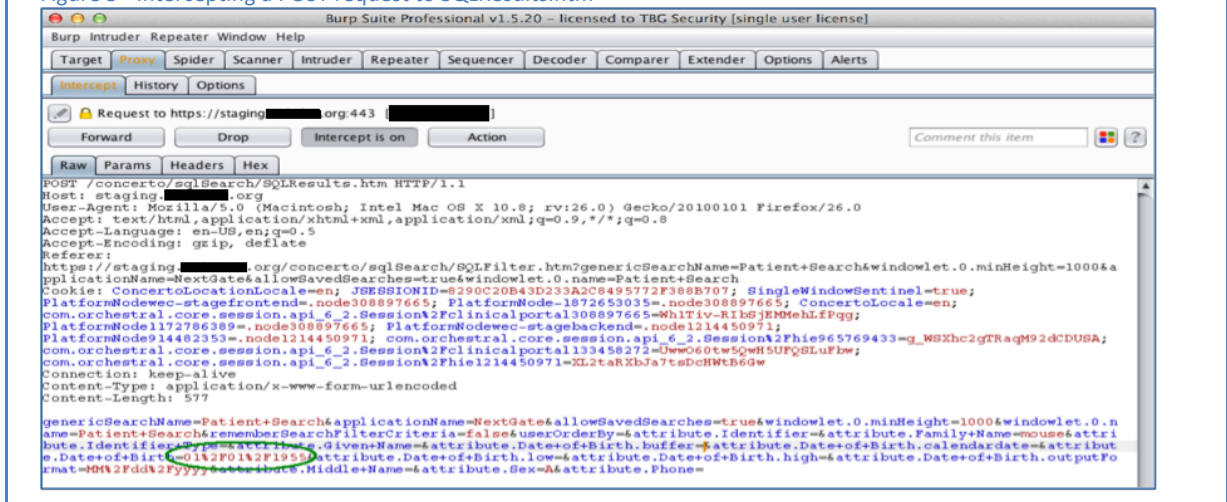 Burp Suite Professional v1.5.20 – licensed to TBG Security [single user license]
Burp Intruder Repeater Window Help
Target Proxy Spider Scanner Intruder Repeater Sequencer Decoder Comparer Extender Options Alerts
Intercept History Options
Request to https://staging .org:443 [ ]
Forward Drop Intercept is on Action Comment this item ?
Raw Params Headers Hex
POST /concerto/sqlSearch/SQLResults.htm HTTP/1.1
Host: staging. .org
User-Agent: Mozilla/5.0 (Macintosh; Intel Mac OS X 10.8; rv:26.0) Gecko/20100101 Firefox/26.0
Accept: text/html,application/xhtml+xml,application/xml;q=0.9,*/*;q=0.8
Accept-Language: en-US,en;q=0.5
Accept-Encoding: gzip, deflate
Referer:
https://staging. .org/concerto/sqlSearch/SQLFilter.htm?genericSearchName=Patient+Search&windowlet.0.minHeight=1000&a
pplicationName=NextGate&allowSavedSearches=true&windowlet.0.name=Patient+Search
Cookie: ConcertoLocationLocale=en; JSESSIONID=8290C20B43D233A2C8495772F388B707; SingleWindowSentinel=true;
PlatformNodewec-stagefrontend=.node308897665; PlatformNode-1872653035=.node308897665; ConcertoLocale=en;
com.orchestral.core.session.api_6_2.Session%2Fclinicalportal308897665=WhlTiv-RIbSjEMMehLfPqg;
PlatformNode1172786389=.node308897665; PlatformNodewec-stagebackend=.node1214450971;
PlatformNode914482353=.node1214450971; com.orchestral.core.session.api_6_2.Session%2Fhie965769433=g_WSXhc2gTRaqM92dCDUSA;
com.orchestral.core.session.api_6_2.Session%2Fclinicalportal133458272=UwwO60tw5QwH5UFQSLuFbw;
com.orchestral.core.session.api_6_2.Session%2Fhie1214450971=XL2taRXbJa7tsDcHWtB6Gw
Connection: keep-alive
Content-Type: application/x-www-form-urlencoded
Content-Length: 577
genericSearchName=Patient+Search&applicationName=NextGate&allowSavedSearches=true&windowlet.0.minHeight=1000&windowlet.0.n
ame=Patient+Search&rememberSearchFilterCriteria=false&userOrderBy=&attribute.Identifier=&attribute.Family+Name=mouse&attri
bute.Identifier+Type=&attribute.Given+Name=&attribute.Date+of+Birth.buffer=&attribute.Date+of+Birth.calendardate=&attribut
e.Date+of+Birth=01%2F01%2F1955&attribute.Date+of+Birth.low=&attribute.Date+of+Birth.high=&attribute.Date+of+Birth.outputFo
rmat=MM%2Fdd%2Fyyyy&attribute.Middle+Name=&attribute.Sex=A&attribute.Phone=